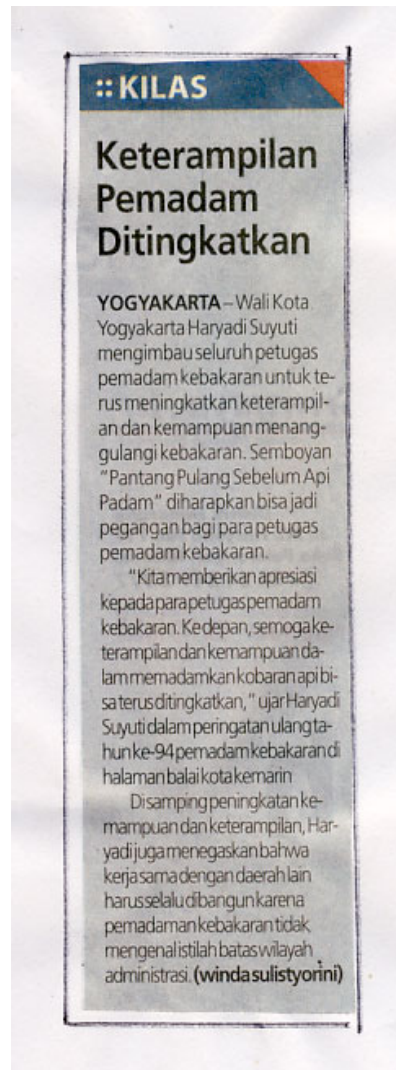 :: KILAS
Keterampilan
Pemadam
Ditingkatkan
YOGYAKARTA – Wali Kota
Yogyakarta Haryadi Suyuti
mengimbau seluruh petugas
pemadam kebakaran untuk te-
rus meningkatkan keterampil-
an dan kemampuan menang-
gulangi kebakaran. Semboyan
"Pantang Pulang Sebelum Api
Padam" diharapkan bisa jadi
pegangan bagi para petugas
pemadam kebakaran.
"Kita memberikan apresiasi
kepada para petugas pemadam
kebakaran. Ke depan, semoga ke-
terampilan dan kemampuan da-
lam memadamkan kobaran api bi-
sa terus ditingkatkan," ujar Haryadi
Suyuti dalam peringatan ulang ta-
hun ke-94 pemadam kebakaran di
halaman balai kota kemarin
Disamping peningkatan ke-
mampuan dan keterampilan, Har-
yadi juga menegaskan bahwa
kerja sama dengan daerah lain
harus selalu dibangun karena
pemadaman kebakaran tidak
mengenal istilah batas wilayah
administrasi. (winda sulistyorini)